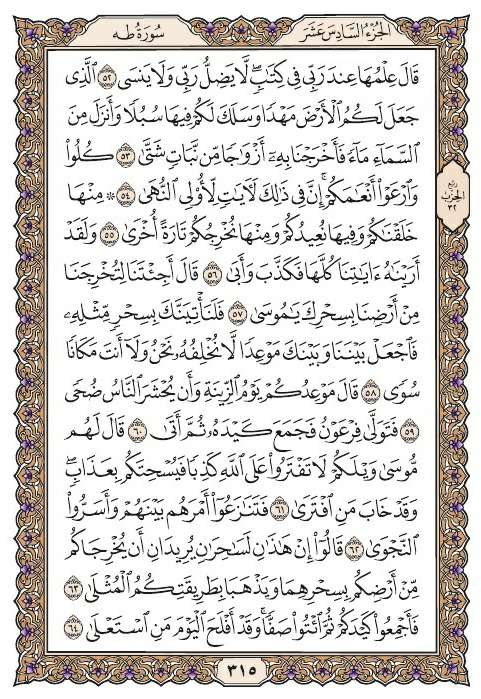 الجزء السادس عشر
سورة طه
قَالَ عِلْمُهَا عِندَ رَبِّي فِي كِتَٰبٍۖ لَّا يَضِلُّ رَبِّي وَلَا يَنسَى ٥٢ ٱلَّذِي
جَعَلَ لَكُمُ ٱلْأَرْضَ مَهْدًا وَسَلَكَ لَكُمْ فِيهَا سُبُلًا وَأَنزَلَ مِنَ
ٱلسَّمَآءِ مَآءً فَأَخْرَجْنَا بِهِۦٓ أَزْوَٰجًا مِّن نَّبَاتٍ شَتَّىٰ ٥٣ كُلُوا۟
وَٱرْعَوْا۟ أَنْعَٰمَكُمْۗ إِنَّ فِي ذَٰلِكَ لَءَايَٰتٍ لِّأُو۟لِي ٱلنُّهَىٰ ٥٤ ۞ مِنْهَا
خَلَقْنَٰكُمْ وَفِيهَا نُعِيدُكُمْ وَمِنْهَا نُخْرِجُكُمْ تَارَةً أُخْرَىٰ ٥٥ وَلَقَدْ
أَرَيْنَٰهُ ءَايَٰتِنَا كُلَّهَا فَكَذَّبَ وَأَبَىٰ ٥٦ قَالَ أَجِئْتَنَا لِتُخْرِجَنَا
مِنْ أَرْضِنَا بِسِحْرِكَ يَٰمُوسَىٰ ٥٧ فَلَنَأْتِيَنَّكَ بِسِحْرٍ مِّثْلِهِۦ
فَٱجْعَلْ بَيْنَنَا وَبَيْنَكَ مَوْعِدًا لَّا نُخْلِفُهُۥ نَحْنُ وَلَآ أَنتَ مَكَانًا
سُوًى ٥٨ قَالَ مَوْعِدُكُمْ يَوْمُ ٱلزِّينَةِ وَأَن يُحْشَرَ ٱلنَّاسُ ضُحًى
٥٩ فَتَوَلَّىٰ فِرْعَوْنُ فَجَمَعَ كَيْدَهُۥ ثُمَّ أَتَىٰ ٦٠ قَالَ لَهُم
مُّوسَىٰ وَيْلَكُمْ لَا تَفْتَرُوا۟ عَلَى ٱللَّهِ كَذِبًا فَيُسْحِتَكُم بِعَذَابٍۖ
وَقَدْ خَابَ مَنِ ٱفْتَرَىٰ ٦١ فَتَنَٰزَعُوٓا۟ أَمْرَهُم بَيْنَهُمْ وَأَسَرُّوا۟
ٱلنَّجْوَىٰ ٦٢ قَالُوٓا۟ إِنْ هَٰذَٰنِ لَسَٰحِرَٰنِ يُرِيدَانِ أَن يُخْرِجَاكُم
مِّنْ أَرْضِكُم بِسِحْرِهِمَا وَيَذْهَبَا بِطَرِيقَتِكُمُ ٱلْمُثْلَىٰ ٦٣
فَأَجْمِعُوا۟ كَيْدَكُمْ ثُمَّ ٱئْتُوا۟ صَفًّاۚ وَقَدْ أَفْلَحَ ٱلْيَوْمَ مَنِ ٱسْتَعْلَىٰ ٦٤
ربع
الحزب
٣٢
٣١٥